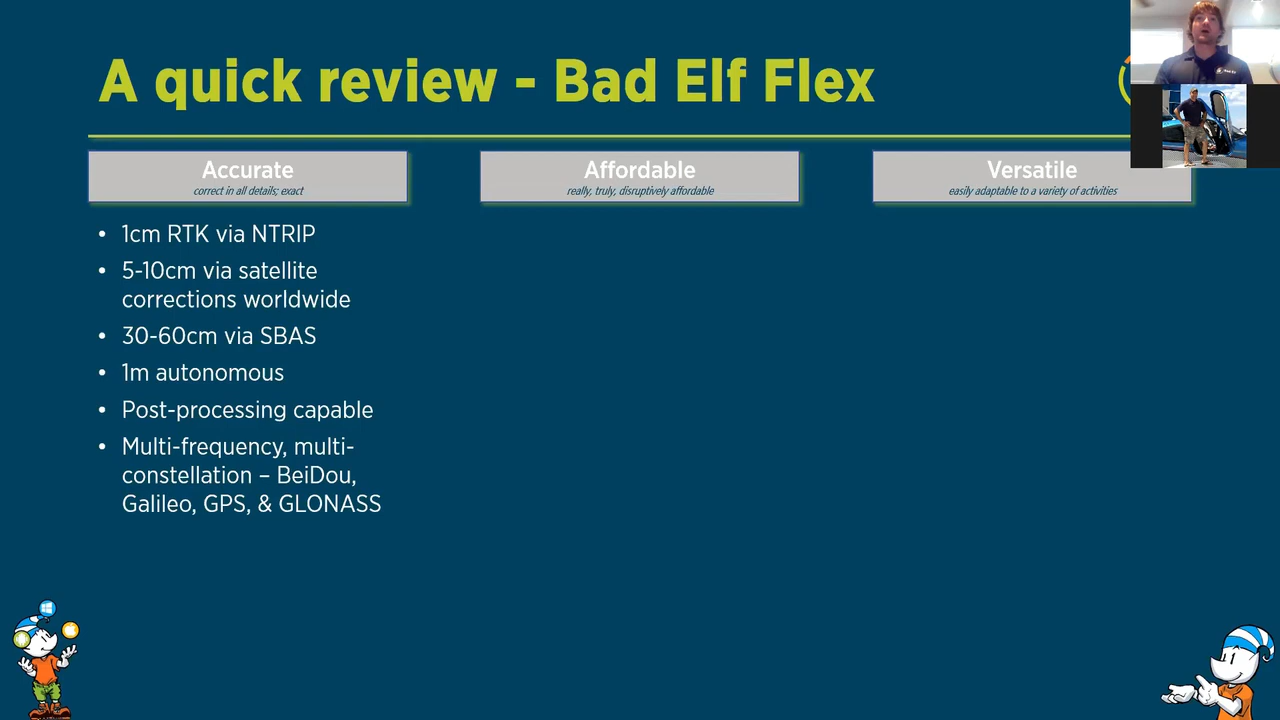 A quick review - Bad Elf Flex
Accurate
correct in all details; exact
Affordable
really, truly, disruptively affordable
Versatile
easily adaptable to a variety of activities
• 1cm RTK via NTRIP
• 5-10cm via satellite
corrections worldwide
• 30-60cm via SBAS
• 1m autonomous
• Post-processing capable
• Multi-frequency, multi-
constellation – BeiDou,
Galileo, GPS, & GLONASS